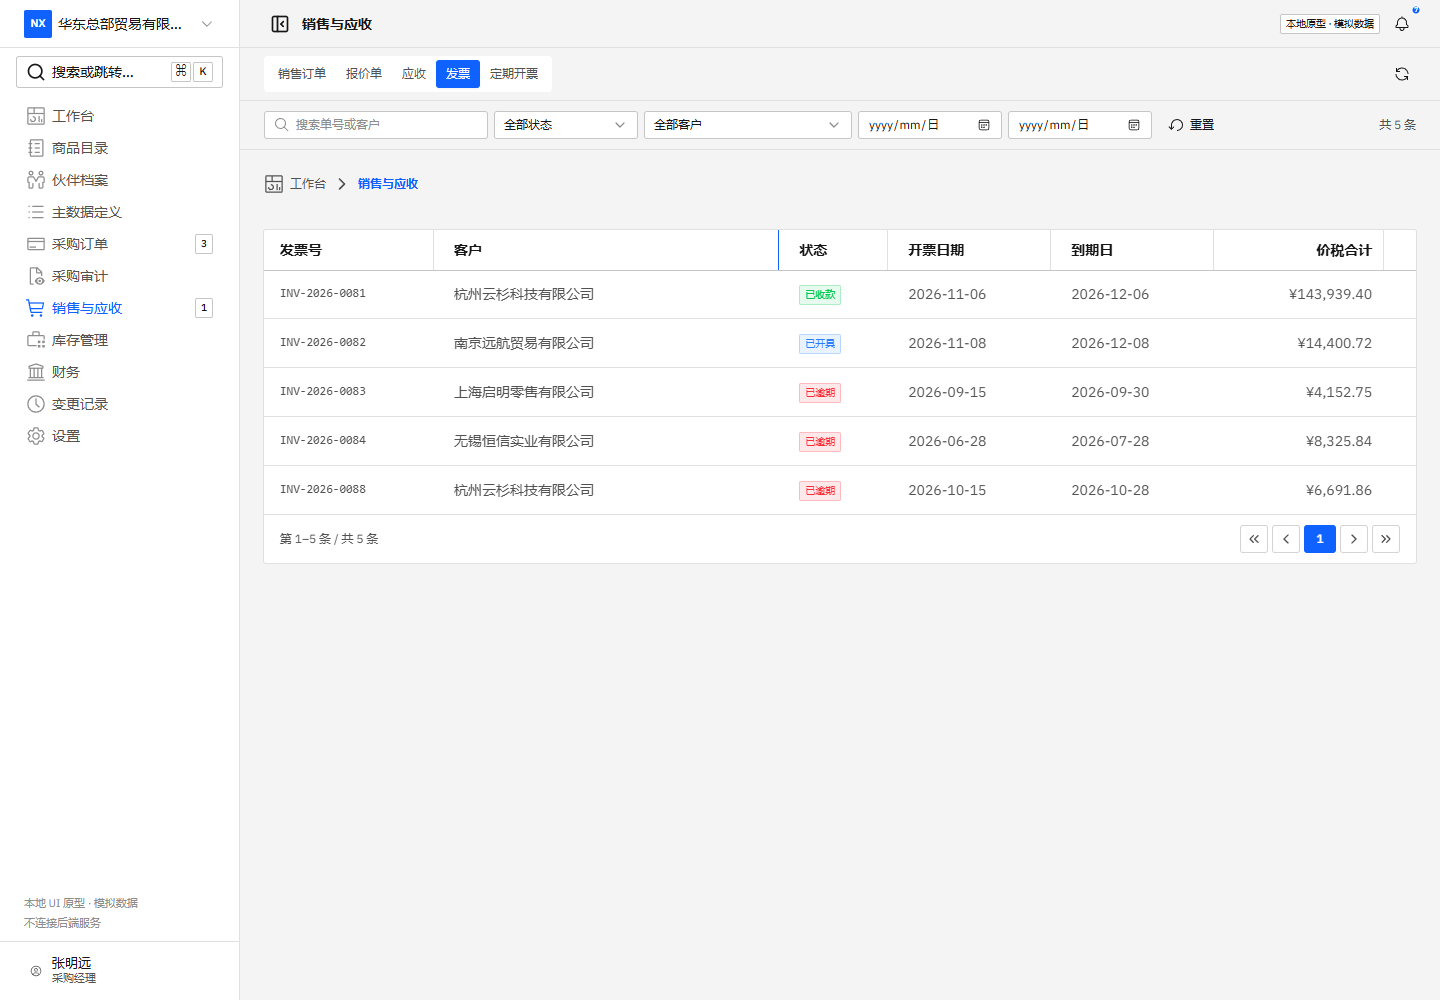 NX 华东总部贸易有限...
搜索或跳转... ⌘ K
工作台
商品目录
伙伴档案
主数据定义
采购订单 3
采购审计
销售与应收 1
库存管理
财务
变更记录
设置
本地 UI 原型 · 模拟数据
不连接后端服务
张明远
采购经理
销售与应收
本地原型 · 模拟数据
销售订单 报价单 应收 发票 定期开票
搜索单号或客户 全部状态 全部客户 yyyy/mm/日 yyyy/mm/日 重置 共 5 条
工作台 销售与应收
发票号 客户 状态 开票日期 到期日 价税合计
INV-2026-0081 杭州云杉科技有限公司 已收款 2026-11-06 2026-12-06 ¥143,939.40
INV-2026-0082 南京远航贸易有限公司 已开具 2026-11-08 2026-12-08 ¥14,400.72
INV-2026-0083 上海启明零售有限公司 已逾期 2026-09-15 2026-09-30 ¥4,152.75
INV-2026-0084 无锡恒信实业有限公司 已逾期 2026-06-28 2026-07-28 ¥8,325.84
INV-2026-0088 杭州云杉科技有限公司 已逾期 2026-10-15 2026-10-28 ¥6,691.86
第 1–5 条 / 共 5 条 1